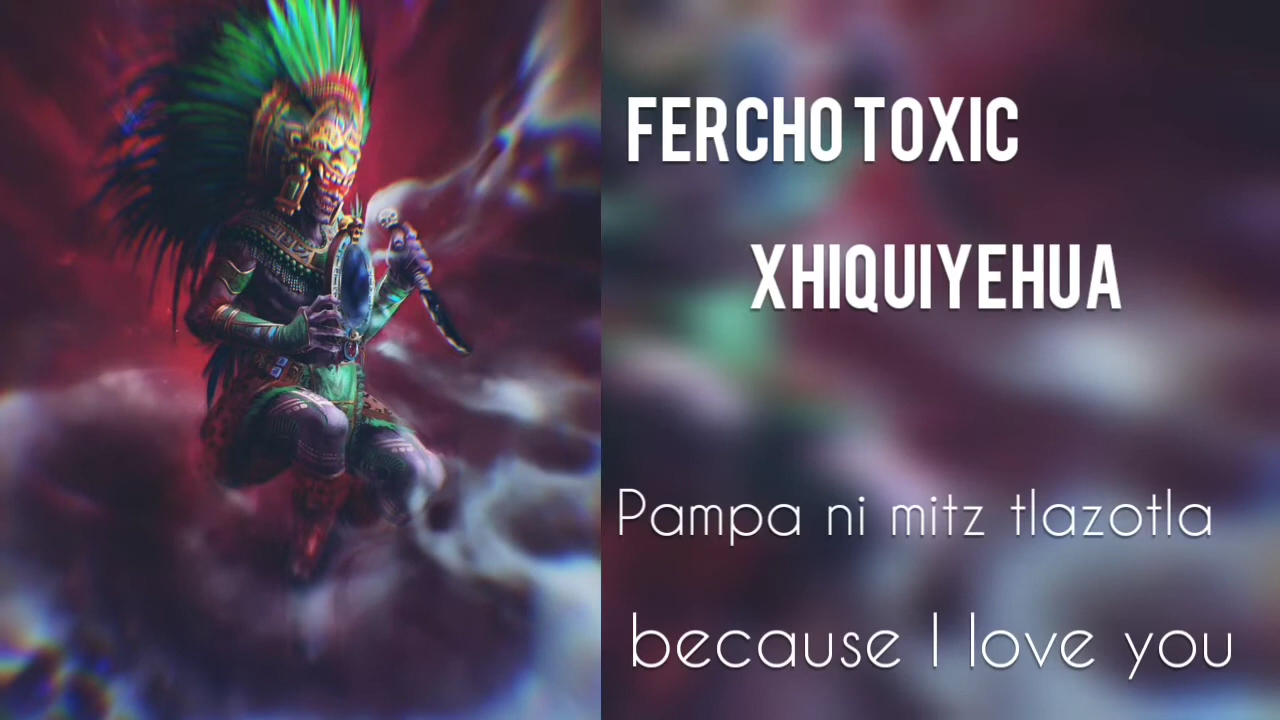 FERCHO TOXIC
XHIQUIYEHUA
Pampa ni mitz tlazotla
because I love you